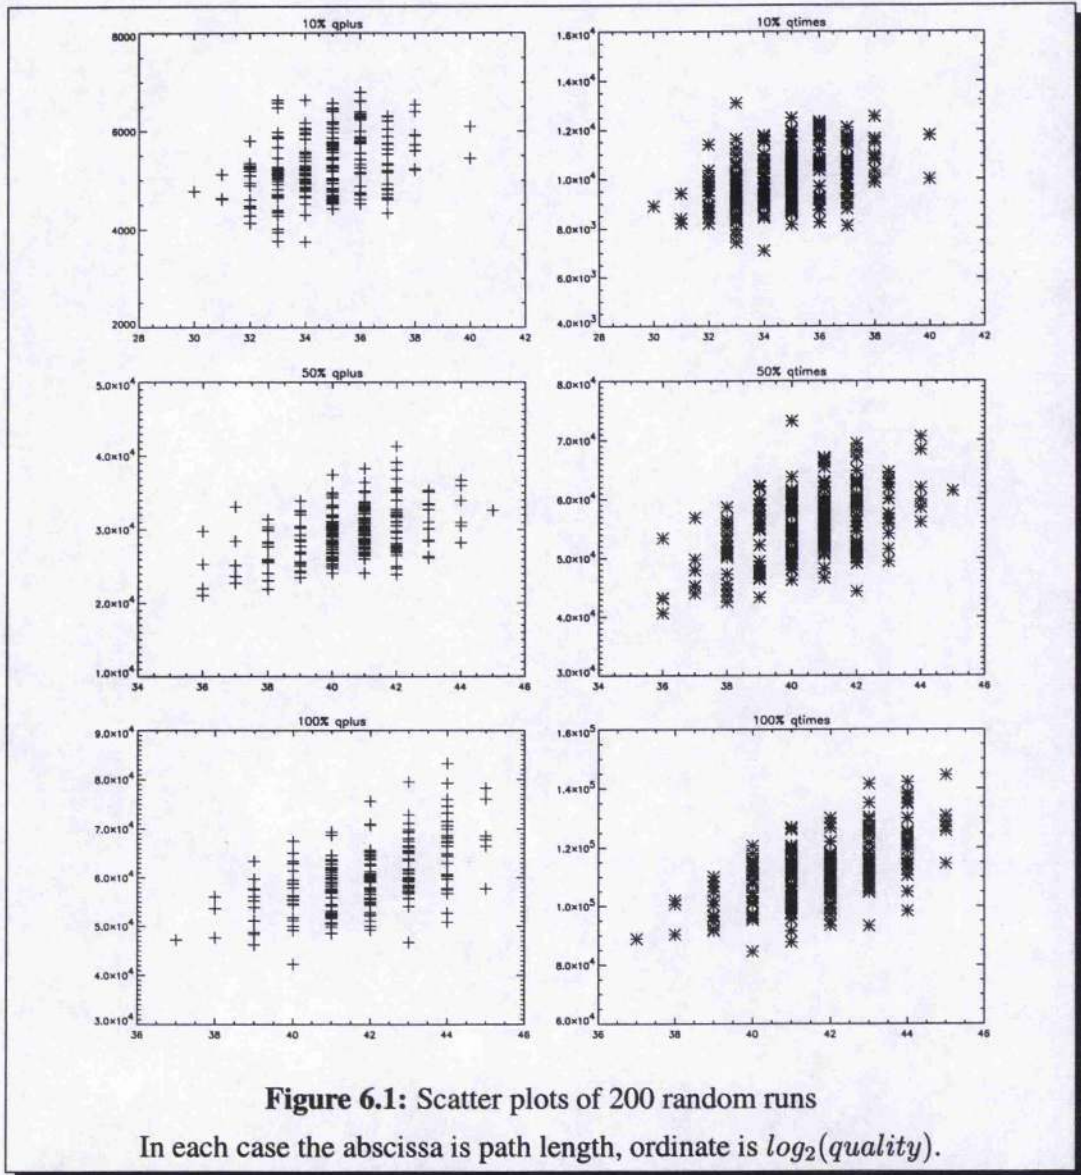 10% qplus
8000
6000
4000
2000
28 30 32 34 36 38 40 42
10% qtimes
1.6×10⁴
1.4×10⁴
1.2×10⁴
1.0×10⁴
8.0×10³
6.0×10³
4.0×10³
28 30 32 34 36 38 40 42
50% qplus
5.0×10⁴
4.0×10⁴
3.0×10⁴
2.0×10⁴
1.0×10⁴
34 36 38 40 42 44 46
50% qtimes
8.0×10⁴
7.0×10⁴
6.0×10⁴
5.0×10⁴
4.0×10⁴
3.0×10⁴
34 36 38 40 42 44 46
100% qplus
9.0×10⁴
8.0×10⁴
7.0×10⁴
6.0×10⁴
5.0×10⁴
4.0×10⁴
3.0×10⁴
36 38 40 42 44 46
100% qtimes
1.6×10⁵
1.4×10⁵
1.2×10⁵
1.0×10⁵
8.0×10⁴
6.0×10⁴
36 38 40 42 44 46
Figure 6.1: Scatter plots of 200 random runs
In each case the abscissa is path length, ordinate is log₂(quality).